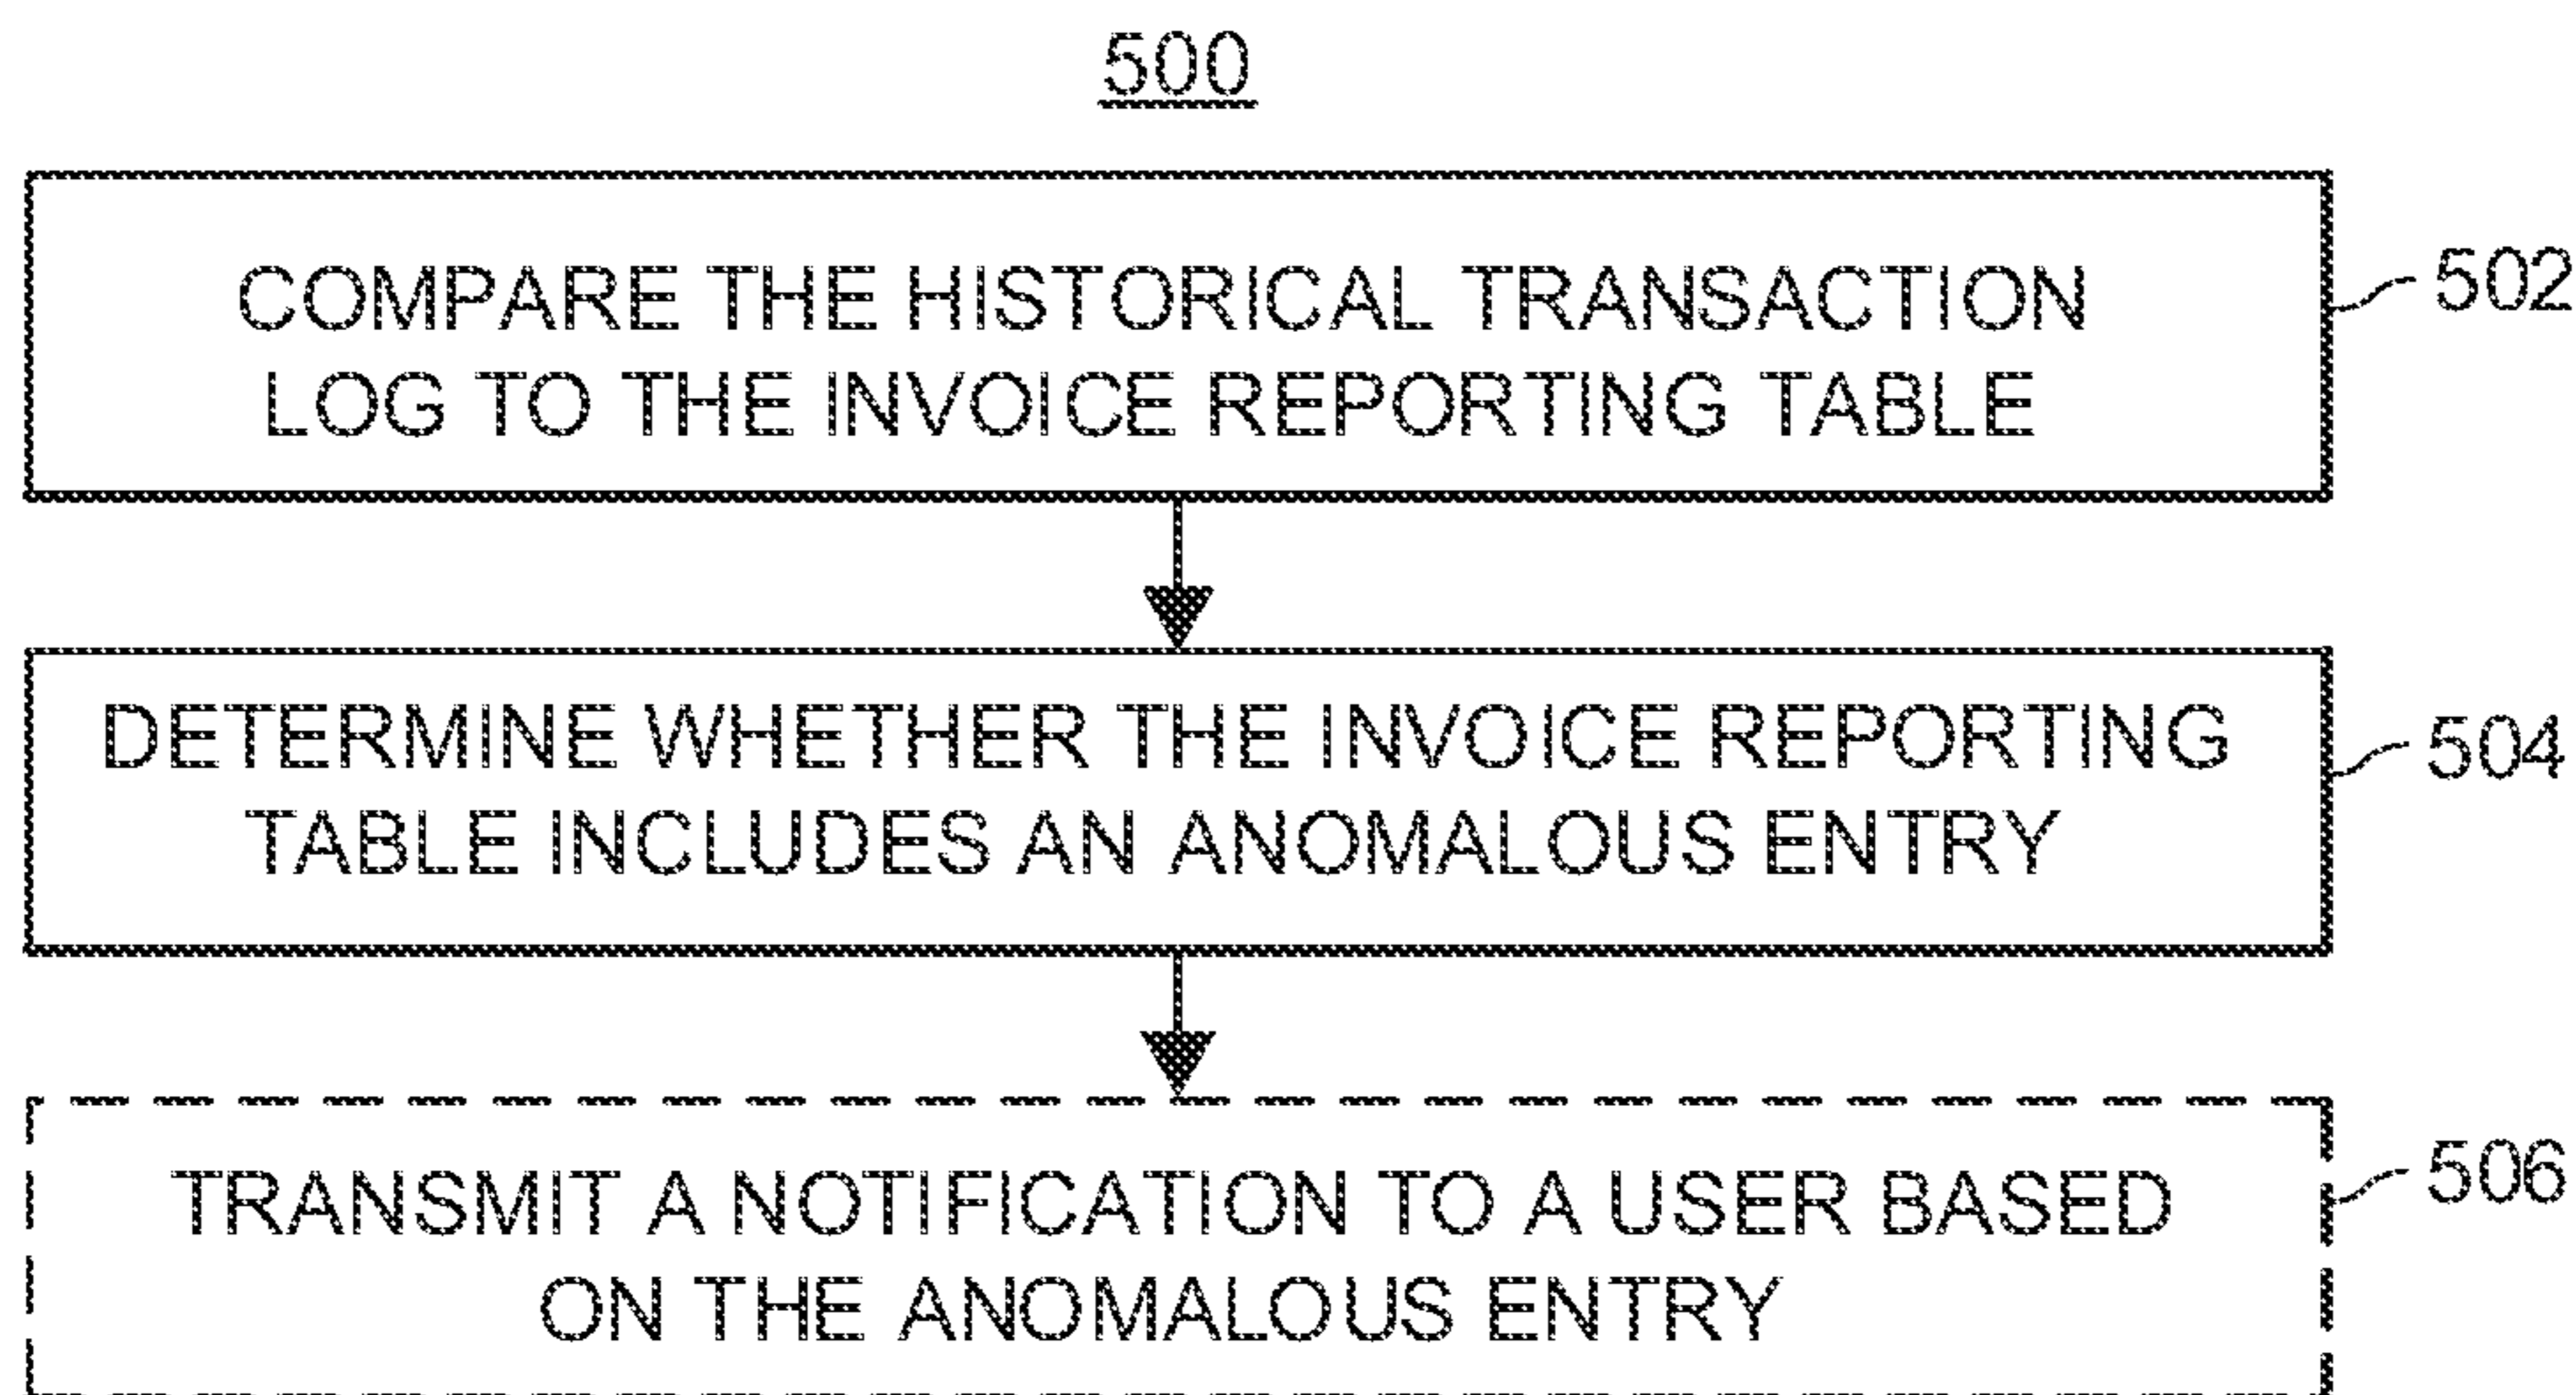 500
COMPARE THE HISTORICAL TRANSACTION
LOG TO THE INVOICE REPORTING TABLE
502
DETERMINE WHETHER THE INVOICE REPORTING
TABLE INCLUDES AN ANOMALOUS ENTRY
504
TRANSMIT A NOTIFICATION TO A USER BASED
ON THE ANOMALOUS ENTRY
506